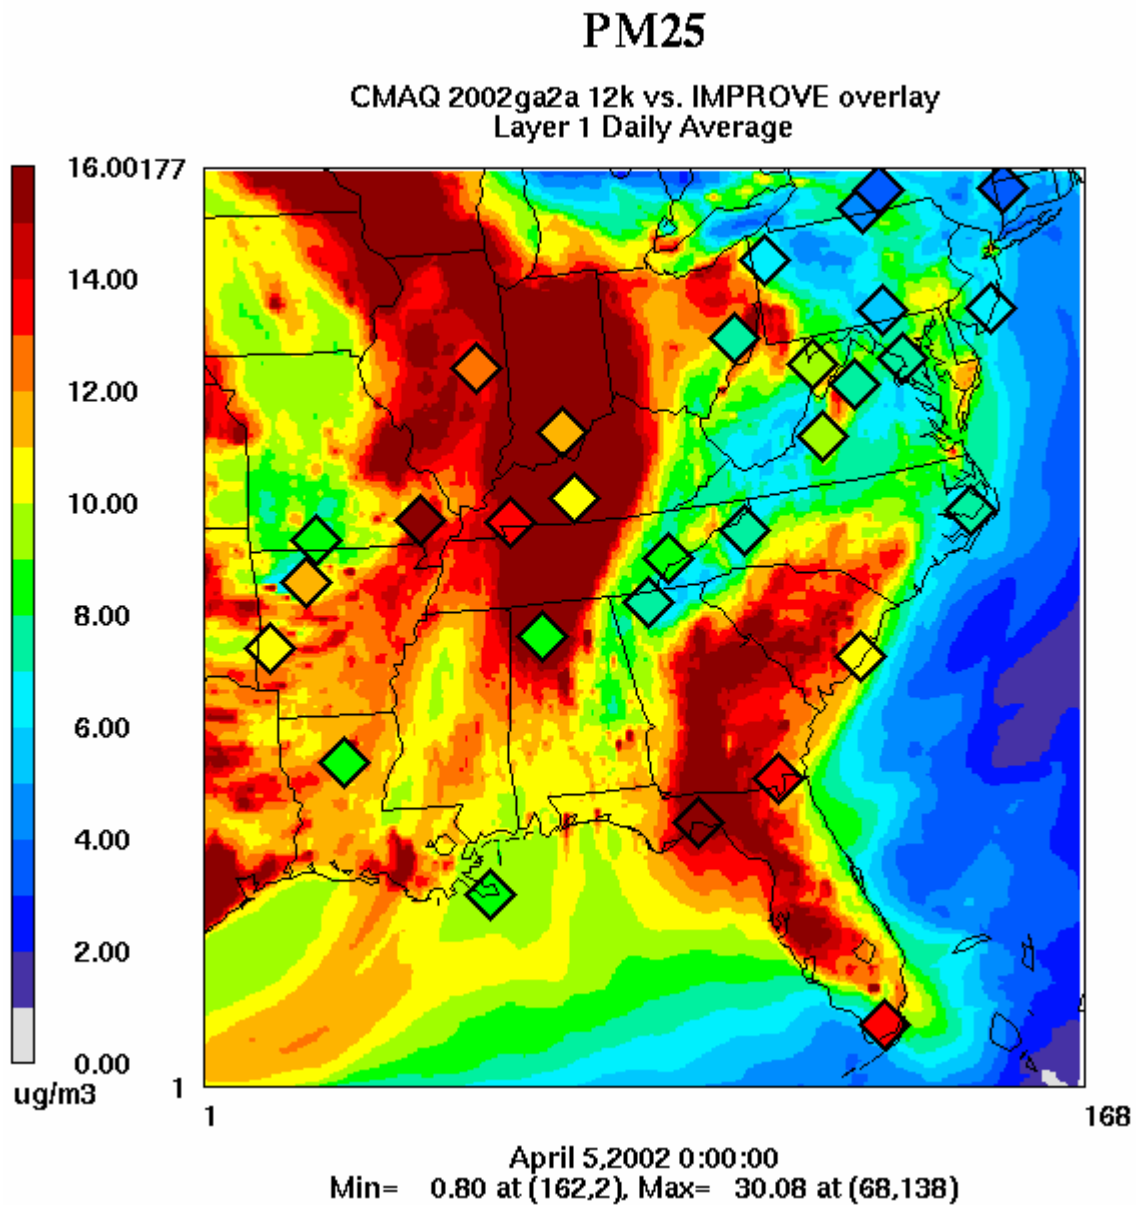 PM25
CMAQ 2002ga2a 12k vs. IMPROVE overlay
Layer 1 Daily Average
16.00
177
14.00
12.00
10.00
8.00
6.00
4.00
2.00
0.00
ug/m3
1
1
168
April 5,2002 0:00:00
Min= 0.80 at (162,2), Max= 30.08 at (68,138)